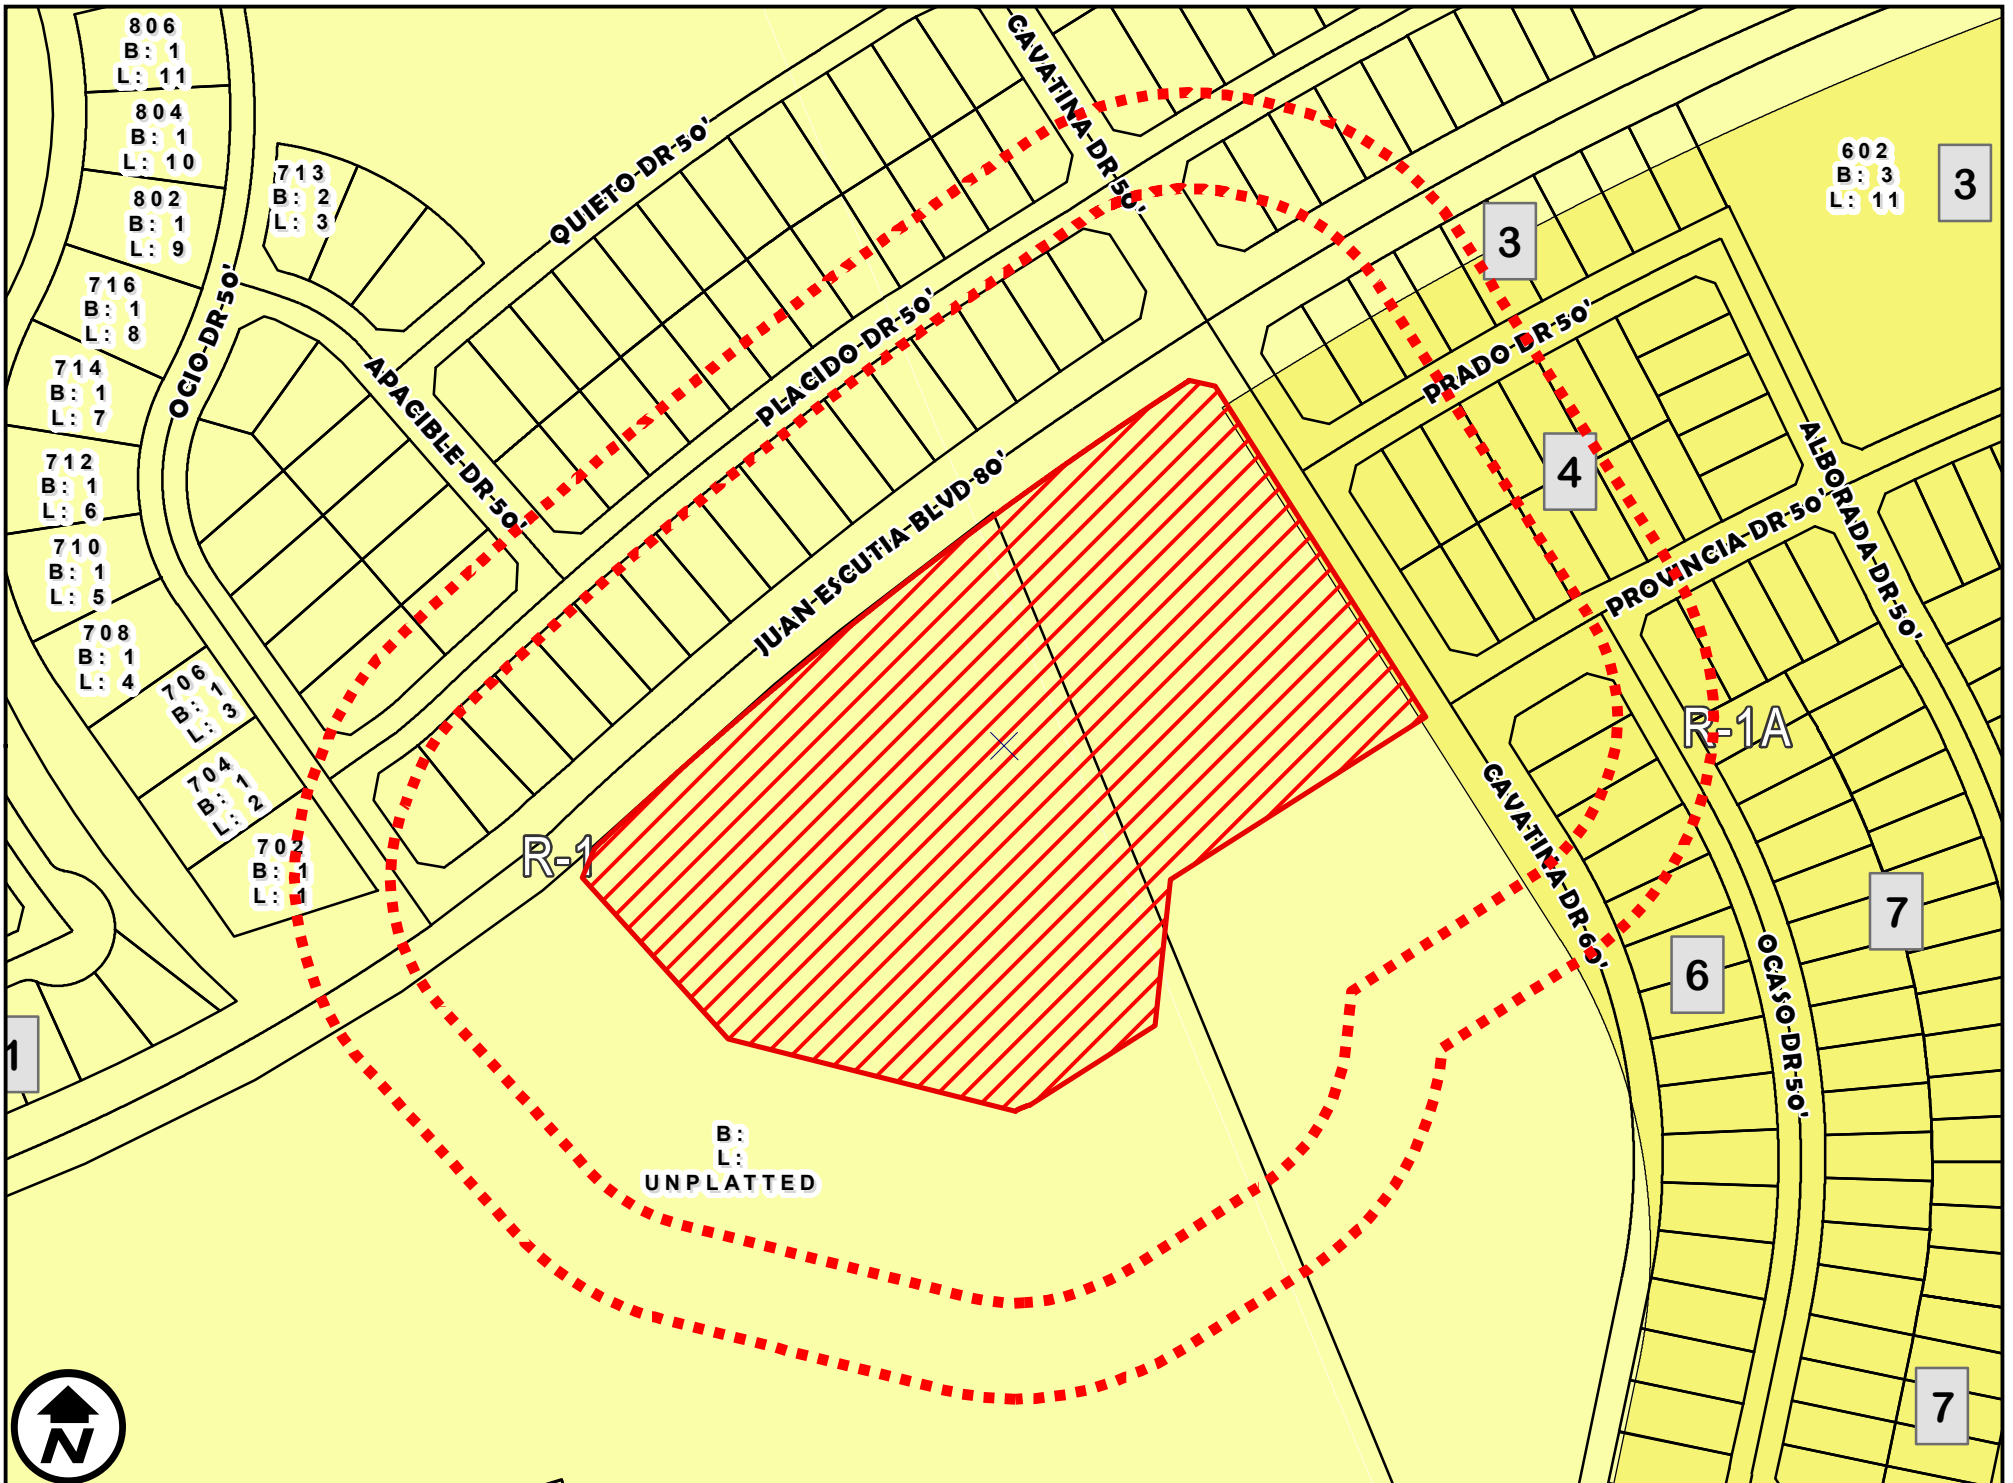 806
B: 1
L: 11
804
B: 1
L: 10
802
B: 1
L: 9
716
B: 1
L: 8
714
B: 1
L: 7
712
B: 1
L: 6
710
B: 1
L: 5
708
B: 1
L: 4
706
B: 1
L: 3
704
B: 1
L: 2
702
B: 1
L: 1
713
B: 2
L: 3
602
B: 3
L: 11
3
3
4
6
7
7
1
OCIO-DR-50'
QUIETO-DR-50'
APACIBLE-DR-50'
PLACIDO-DR-50'
JUAN-ESCUTIA-BLVD-80'
CAVATINA-DR-50'
PRADO-DR-50'
PROVINCIA-DR-50'
ALBORADA-DR-50'
CAVATINA-DR-60'
OCASO-DR-50'
R-1
R-1A
B:
L:
UNPLATTED
N